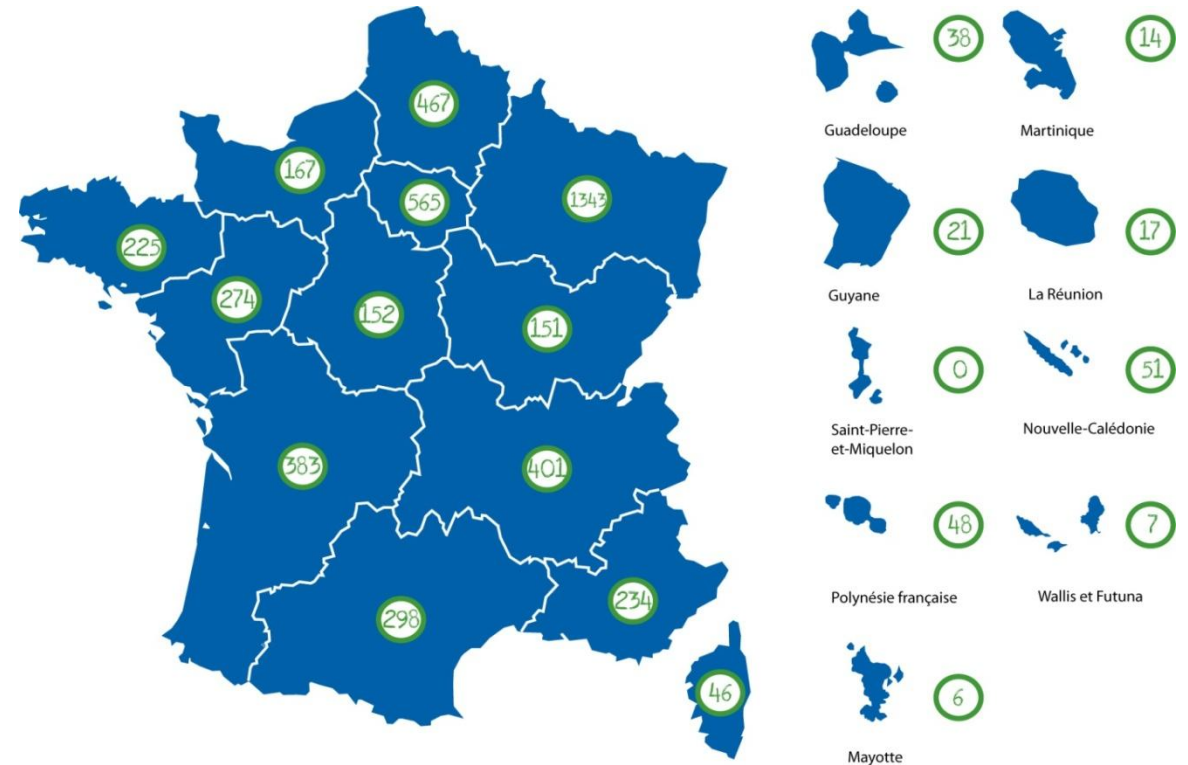 467
167
565
1343
225
274
152
151
383
401
298
234
46
38
Guadeloupe
14
Martinique
21
Guyane
17
La Réunion
0
Saint-Pierre-
et-Miquelon
51
Nouvelle-Calédonie
48
Polynésie française
7
Wallis et Futuna
6
Mayotte